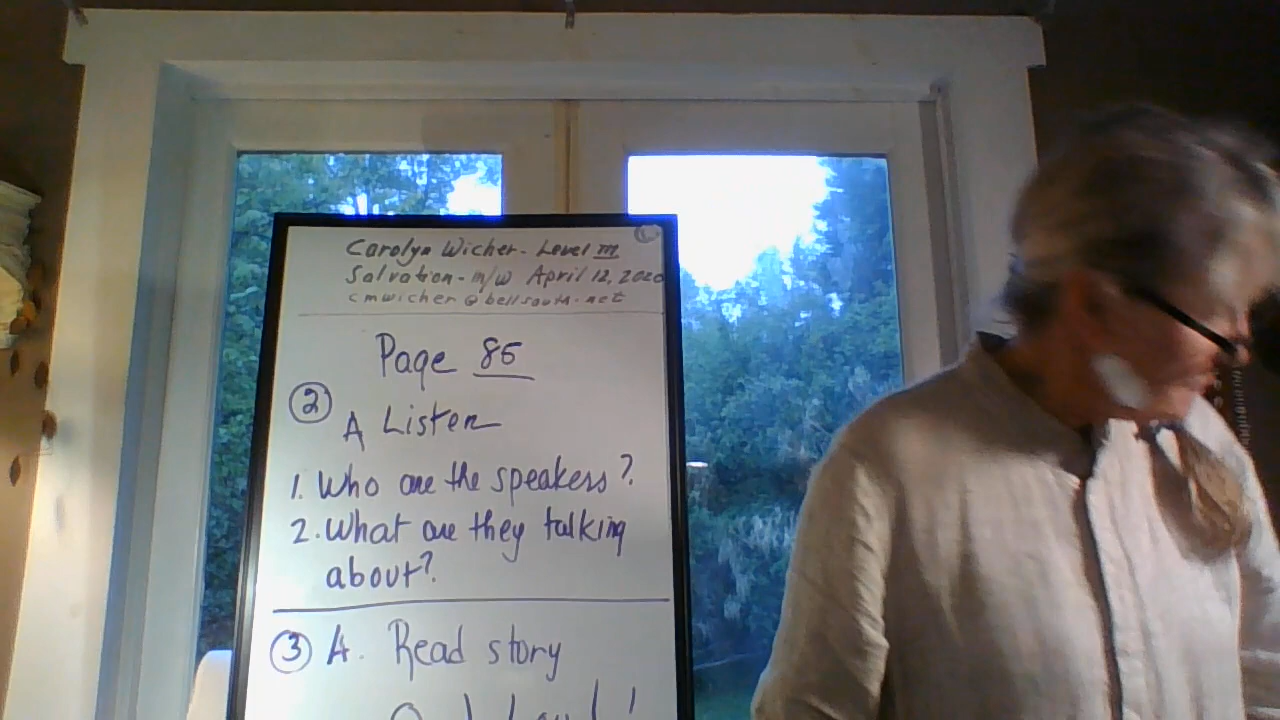 Carolyn Wicher - Level III
Salvation - m/w April 12, 2020
cmwicher@bellsouth.net
Page 85
② A Listen
1. Who are the speakers?
2. What are they talking
about?
③ A. Read story